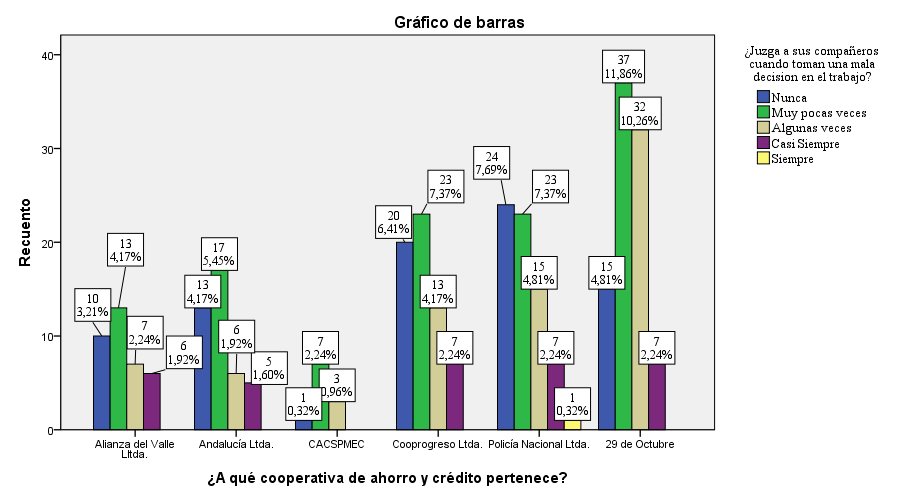 Gráfico de barras
¿Juzga a sus compañeros
cuando toman una mala
decision en el trabajo?
Nunca
Muy pocas veces
Algunas veces
Casi Siempre
Siempre
Recuento
40
30
20
10
0
10
3,21%
13
4,17%
7
2,24%
6
1,92%
13
4,17%
17
5,45%
6
1,92%
5
1,60%
1
0,32%
7
2,24%
3
0,96%
20
6,41%
23
7,37%
13
4,17%
7
2,24%
24
7,69%
23
7,37%
15
4,81%
7
2,24%
1
0,32%
15
4,81%
37
11,86%
32
10,26%
7
2,24%
Alianza del Valle
Lltda.
Andalucía Ltda.
CACSPMEC
Cooprogreso Ltda.
Policía Nacional Ltda.
29 de Octubre
¿A qué cooperativa de ahorro y crédito pertenece?